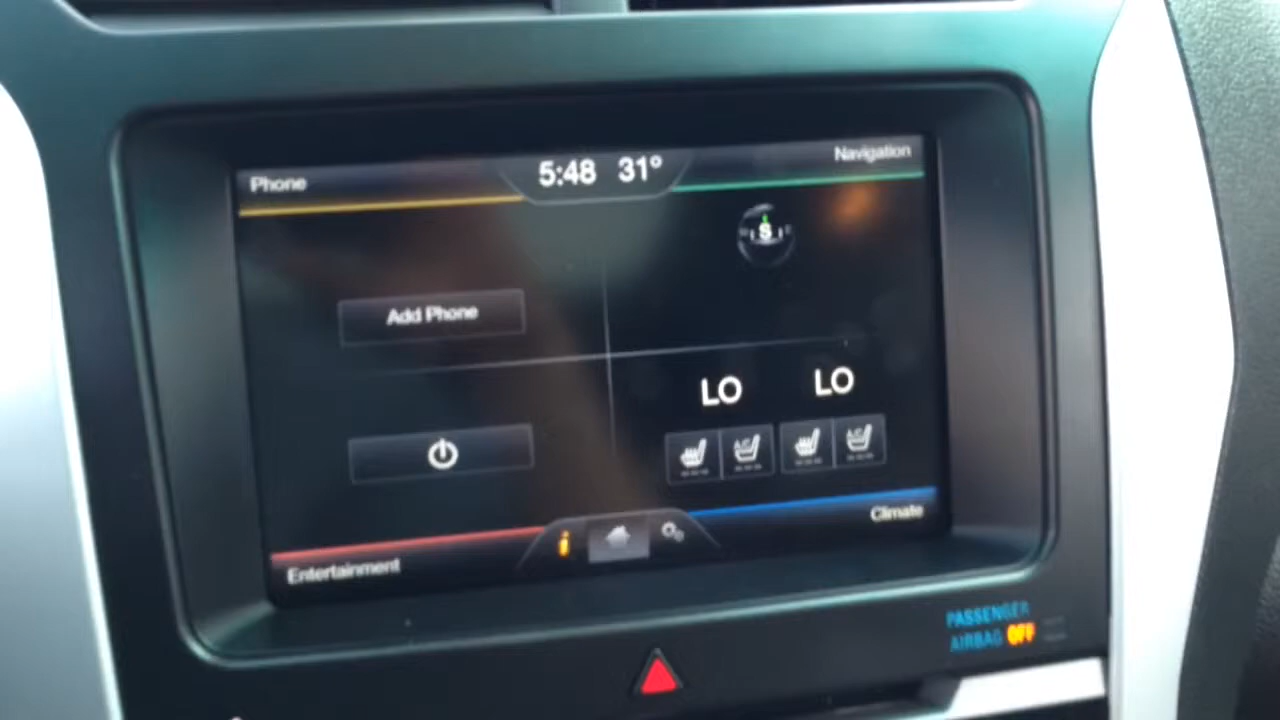 Phone
5:48 31°
Navigation
S
Add Phone
LO LO
A/C A/C
Climate
Entertainment
PASSENGER
AIRBAG OFF